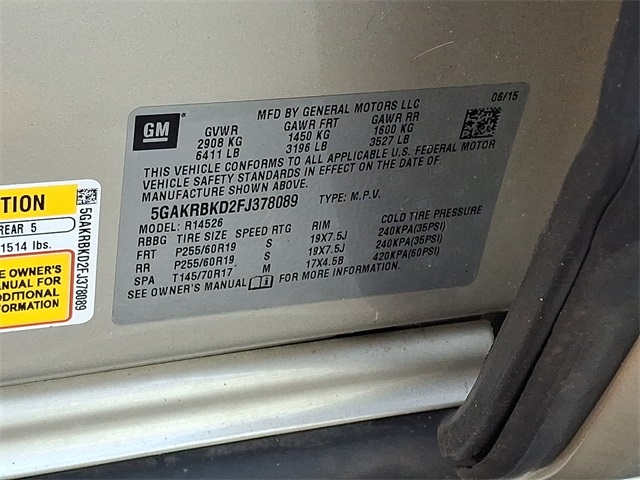 MFD BY GENERAL MOTORS LLC
06/15
GM
GVWR GAWR FRT GAWR RR
2908 KG 1450 KG 1600 KG
6411 LB 3196 LB 3527 LB
THIS VEHICLE CONFORMS TO ALL APPLICABLE U.S. FEDERAL MOTOR
VEHICLE SAFETY STANDARDS IN EFFECT ON THE DATE OF
MANUFACTURE SHOWN ABOVE.
5GAKRBKD2FJ378089 TYPE: M.P.V.
MODEL: R14526
RBBG TIRE SIZE SPEED RTG RIM COLD TIRE PRESSURE
FRT P255/60R19 S 19X7.5J 240KPA(35PSI)
RR P255/60R19 S 19X7.5J 240KPA(35PSI)
SPA T145/70R17 M 17X4.5B 420KPA(60PSI)
SEE OWNER'S MANUAL FOR MORE INFORMATION.
TION
REAR 5
1514 lbs.
EE OWNER'S
ANUAL FOR
DDITIONAL
FORMATION
5GAKRBKD2FJ378089